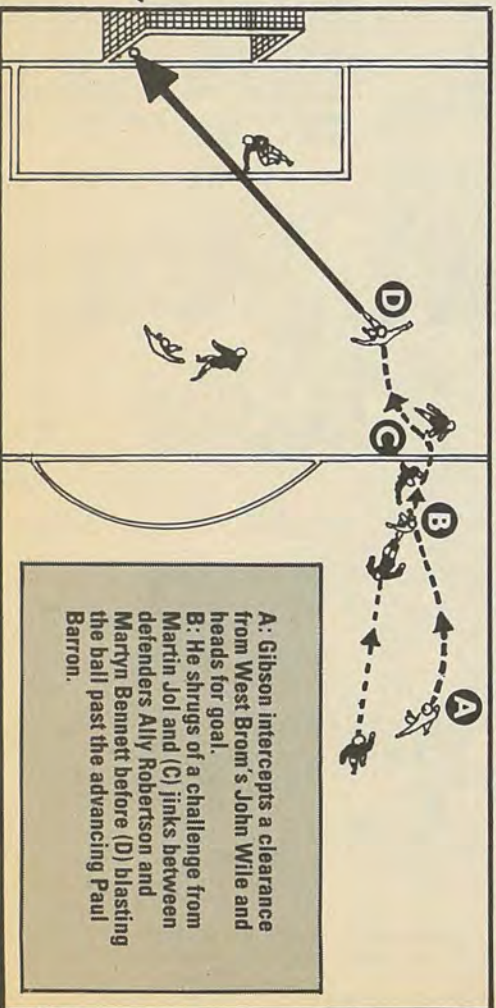 A: Gibson intercepts a clearance
from West Brom's John Wile and
heads for goal.
B: He shrugs of a challenge from
Martin Jol and (C) jinks between
defenders Ally Robertson and
Martyn Bennett before (D) blasting
the ball past the advancing Paul
Barron.
A
B
C
D